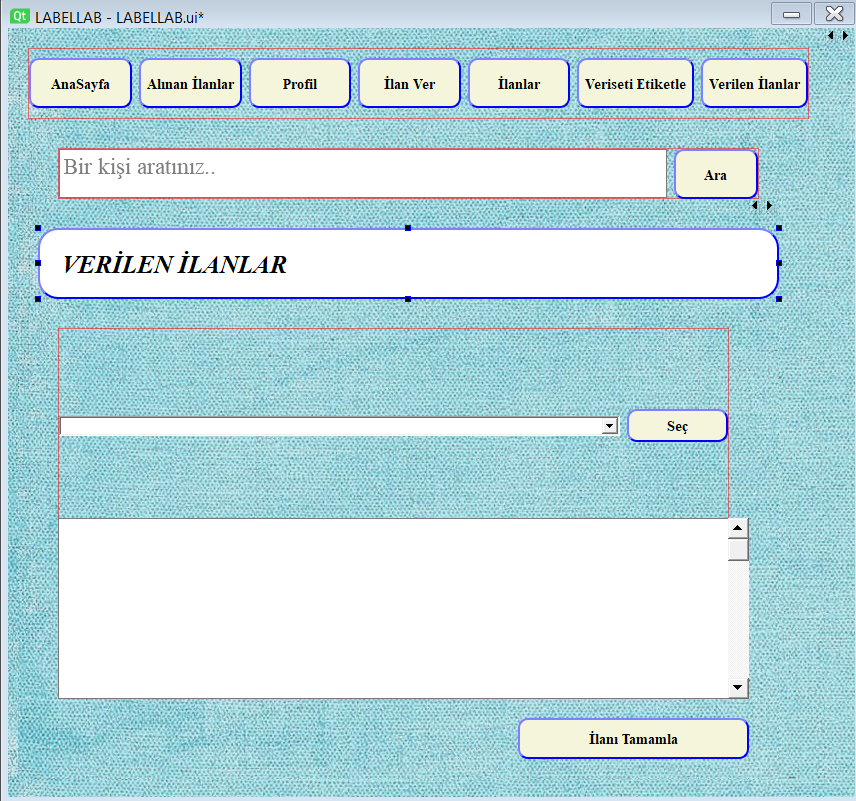 Qt LABELLAB - LABELLAB.ui*
AnaSayfa Alınan İlanlar Profil İlan Ver İlanlar Veriseti Etiketle Verilen İlanlar
Bir kişi aratınız.. Ara
VERİLEN İLANLAR
Seç
İlanı Tamamla